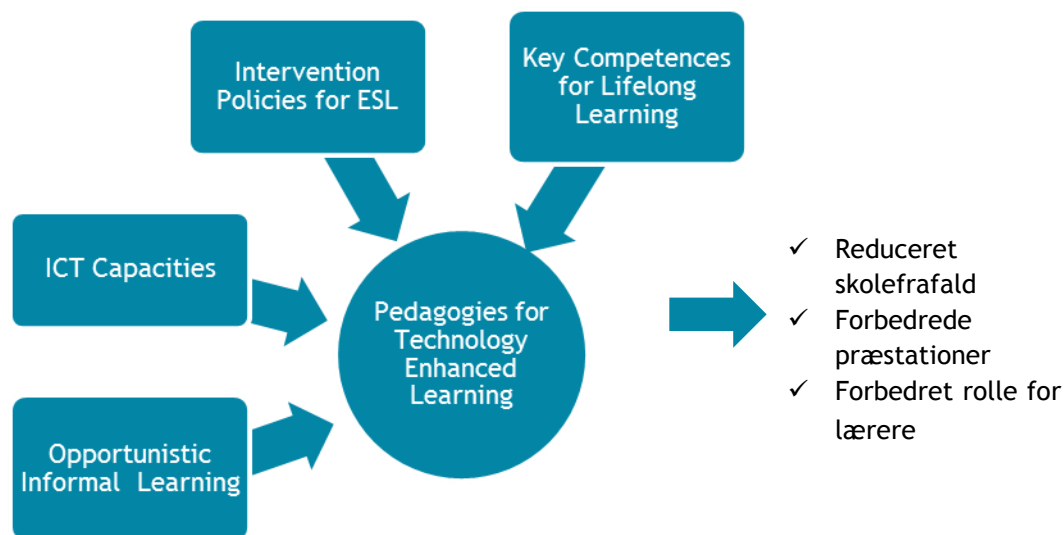 Intervention
Policies for ESL
Key Competences
for Lifelong
Learning
ICT Capacities
Opportunistic
Informal Learning
Pedagogies for
Technology
Enhanced
Learning
✓ Reduceret
skolefrafald
✓ Forbedrede
præstationer
✓ Forbedret rolle for
lærere